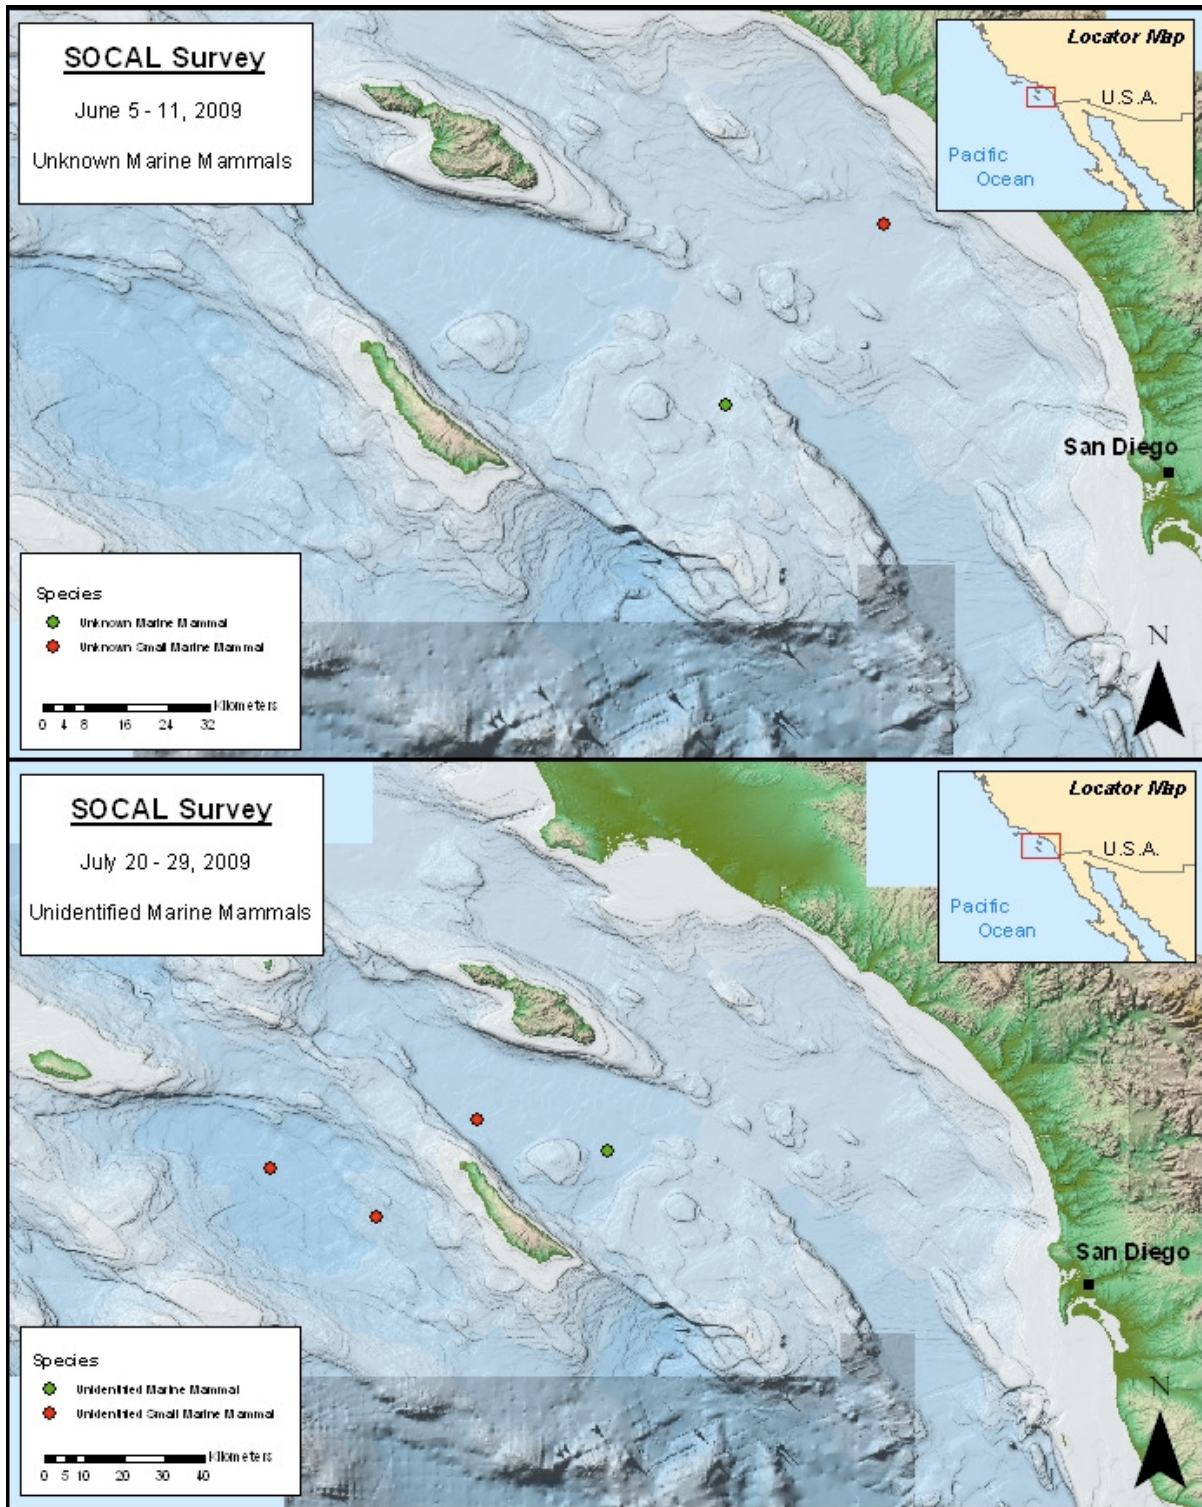 SOCAL Survey
June 5 - 11, 2009
Unknown Marine Mammals
Locator Map
U.S.A.
Pacific
Ocean
San Diego
Species
Unknown Marine Mammal
Unknown Small Marine Mammal
Kilometers
0 4 8 16 24 32
N
SOCAL Survey
July 20 - 29, 2009
Unidentified Marine Mammals
Locator Map
U.S.A.
Pacific
Ocean
San Diego
Species
Unidentified Marine Mammal
Unidentified Small Marine Mammal
Kilometers
0 5 10 20 30 40
N